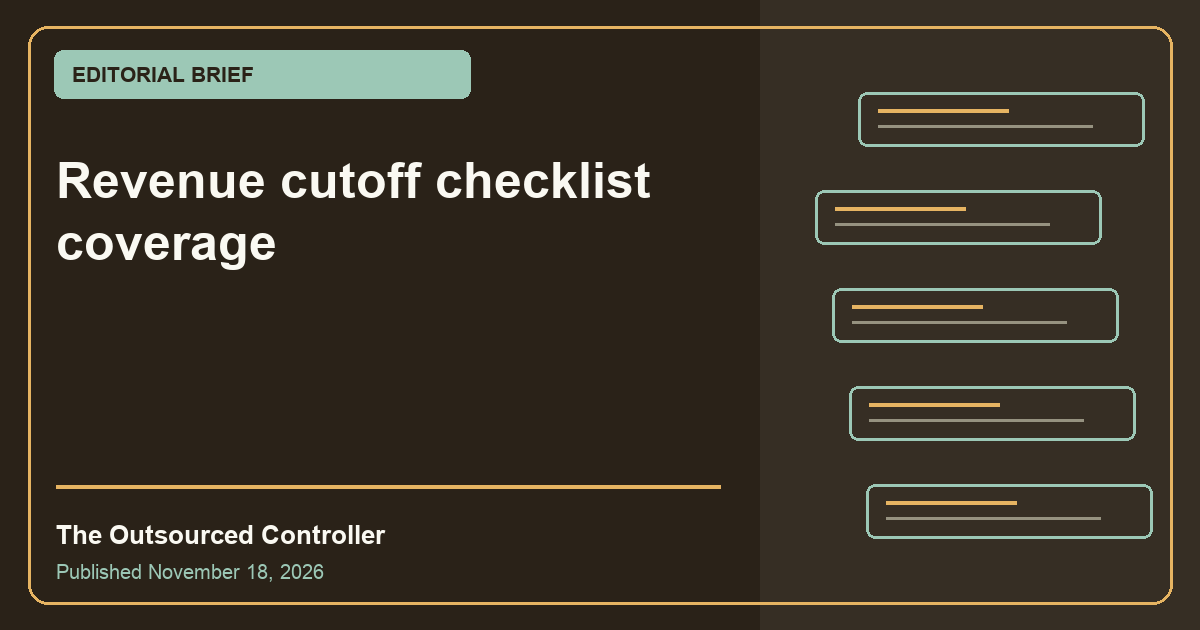 EDITORIAL BRIEF
Revenue cutoff checklist
coverage
The Outsourced Controller
Published November 18, 2026